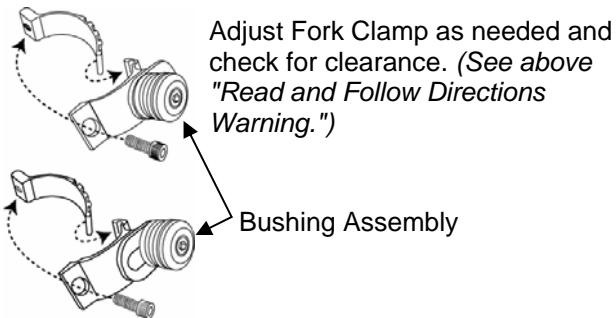 Adjust Fork Clamp as needed and
check for clearance. (See above
"Read and Follow Directions
Warning.")
Bushing Assembly